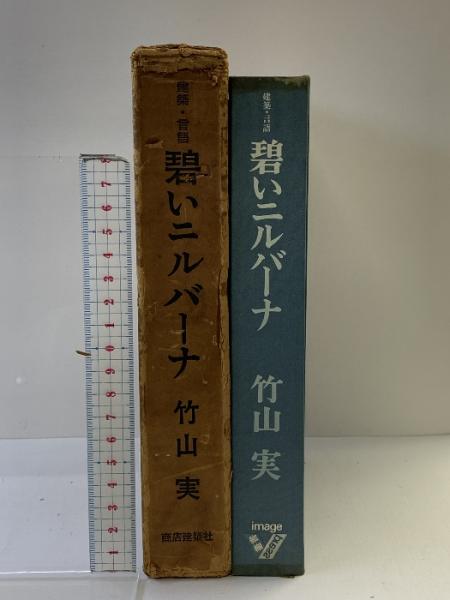 建築・言語
碧いニルバーナ
竹山 実
商店建築社
建築・言語
碧いニルバーナ
竹山 実
image